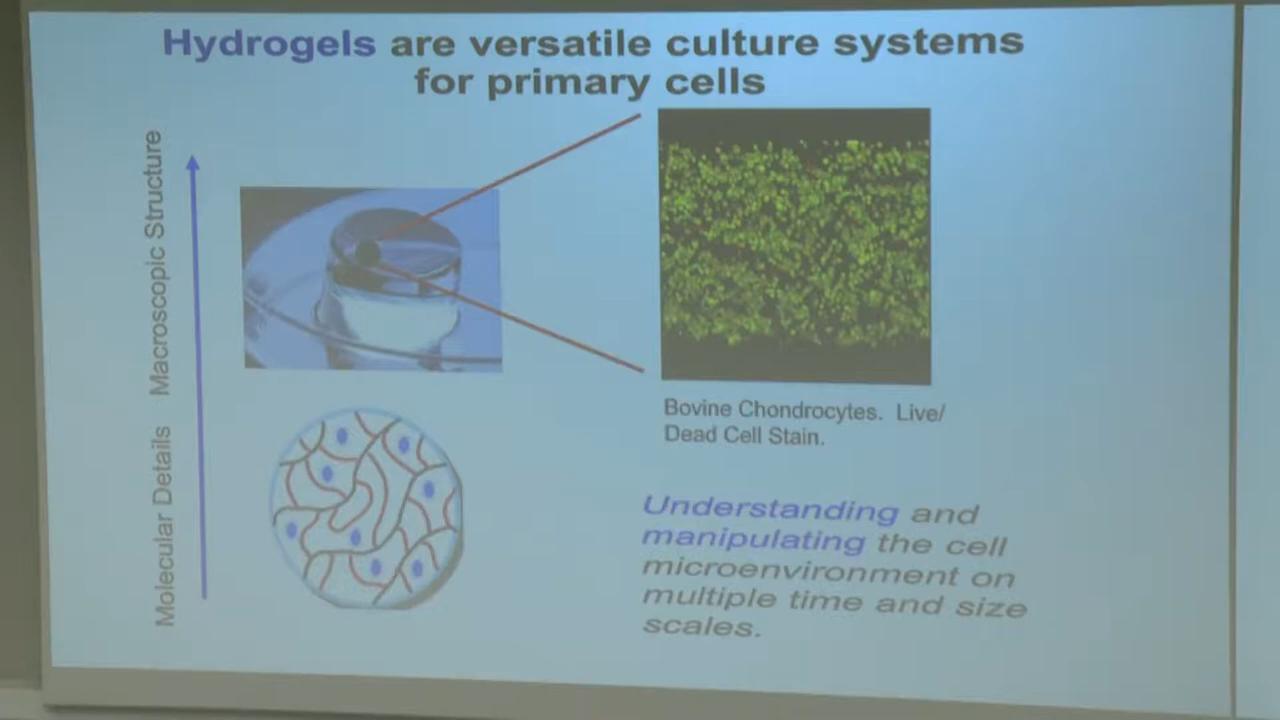 Hydrogels are versatile culture systems
for primary cells
Macroscopic Structure
Molecular Details
Bovine Chondrocytes. Live/
Dead Cell Stain.
Understanding and
manipulating the cell
microenvironment on
multiple time and size
scales.